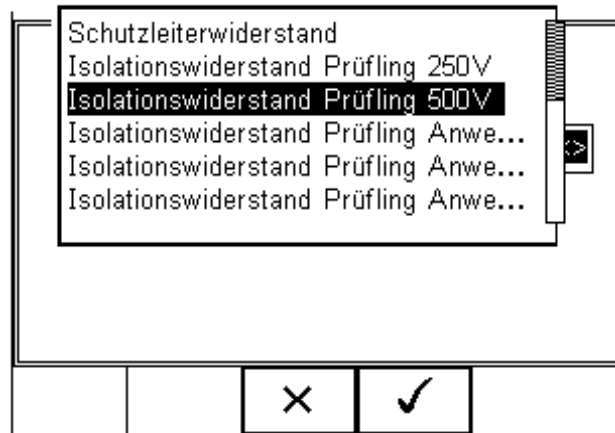 Schutzleiterwiderstand
Isolationswiderstand Prüfling 250V
Isolationswiderstand Prüfling 500V
Isolationswiderstand Prüfling Anwe...
Isolationswiderstand Prüfling Anwe...
Isolationswiderstand Prüfling Anwe...
<>